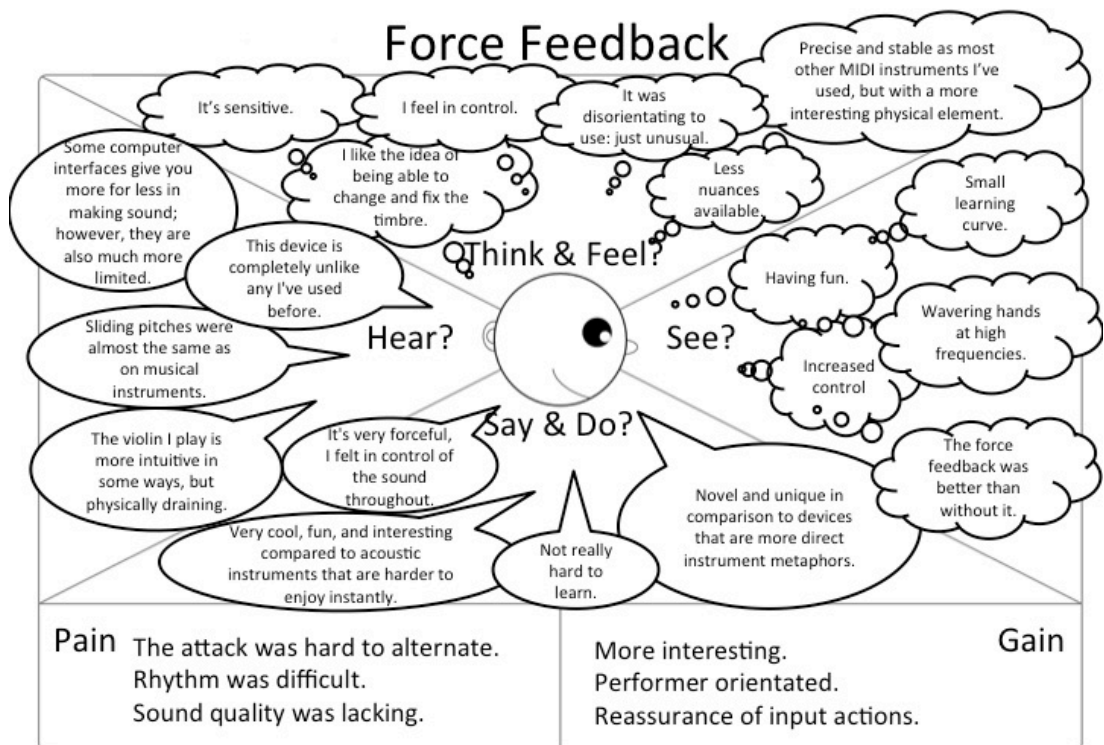 Force Feedback
It's sensitive.
I feel in control.
It was
disorientating to
use: just unusual.
Precise and stable as most
other MIDI instruments I've
used, but with a more
interesting physical element.
Some computer
interfaces give you
more for less in
making sound;
however, they are
also much more
limited.
I like the idea of
being able to
change and fix the
timbre.
Less
nuances
available.
Small
learning
curve.
This device is
completely unlike
any I've used
before.
Think & Feel?
Having fun.
Hear?
See?
Sliding pitches were
almost the same as
on musical
instruments.
Wavering hands
at high
frequencies.
Increased
control
Say & Do?
The violin I play is
more intuitive in
some ways, but
physically draining.
It's very forceful,
I felt in control of
the sound
throughout.
The force
feedback was
better than
without it.
Novel and unique in
comparison to devices
that are more direct
instrument metaphors.
Very cool, fun, and interesting
compared to acoustic
instruments that are harder to
enjoy instantly.
Not really
hard to
learn.
Pain
The attack was hard to alternate.
Rhythm was difficult.
Sound quality was lacking.
Gain
More interesting.
Performer orientated.
Reassurance of input actions.